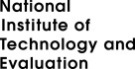 National
Institute of
Technology and
Evaluation